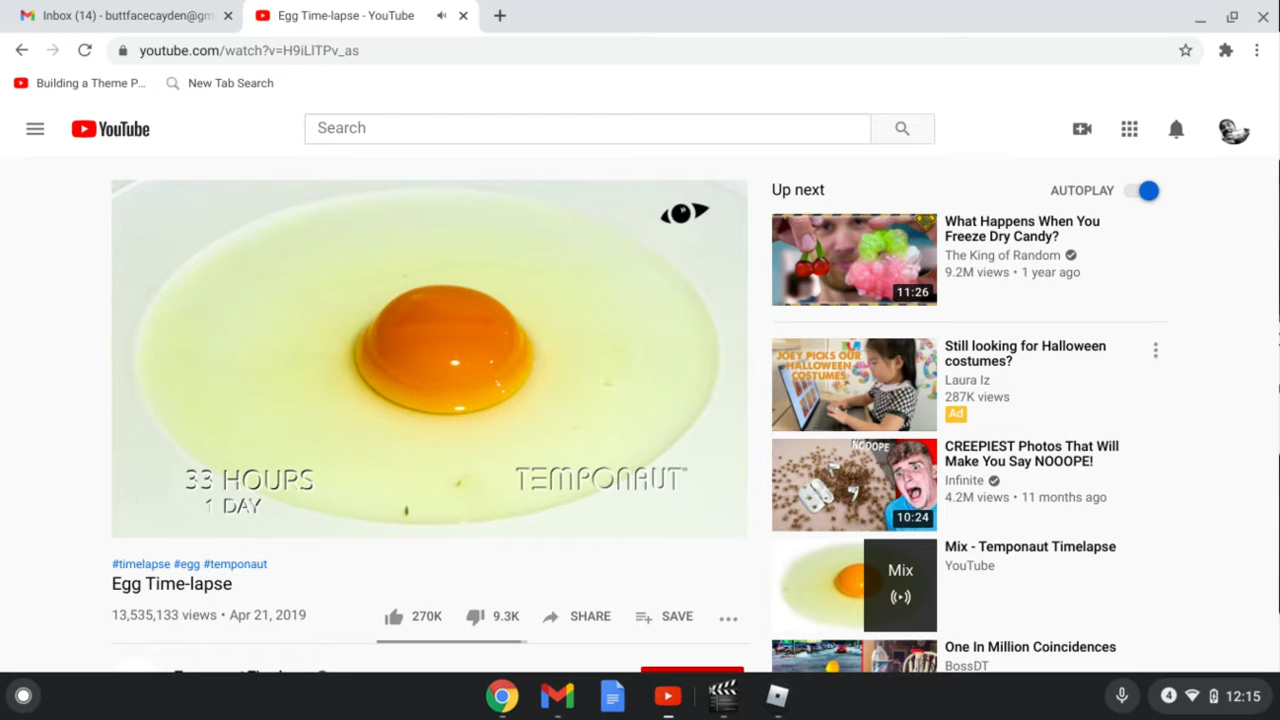 Inbox (14) - buttfacecayden@gm
Egg Time-lapse - YouTube
youtube.com/watch?v=H9iLlTPv_as
Building a Theme P...
New Tab Search
YouTube
Search
33 HOURS
1 DAY
TEMPONAUT
#timelapse #egg #temponaut
Egg Time-lapse
13,535,133 views • Apr 21, 2019
270K
9.3K
SHARE
SAVE
Up next
AUTOPLAY
11:26
What Happens When You
Freeze Dry Candy?
The King of Random
9.2M views • 1 year ago
JOEY PICKS OUR
HALLOWEEN
COSTUMES
Still looking for Halloween
costumes?
Laura Iz
287K views
Ad
NOOOPE
10:24
CREEPIEST Photos That Will
Make You Say NOOOPE!
Infinite
4.2M views • 11 months ago
Mix
Mix - Temponaut Timelapse
YouTube
One In Million Coincidences
BossDT
4
12:15